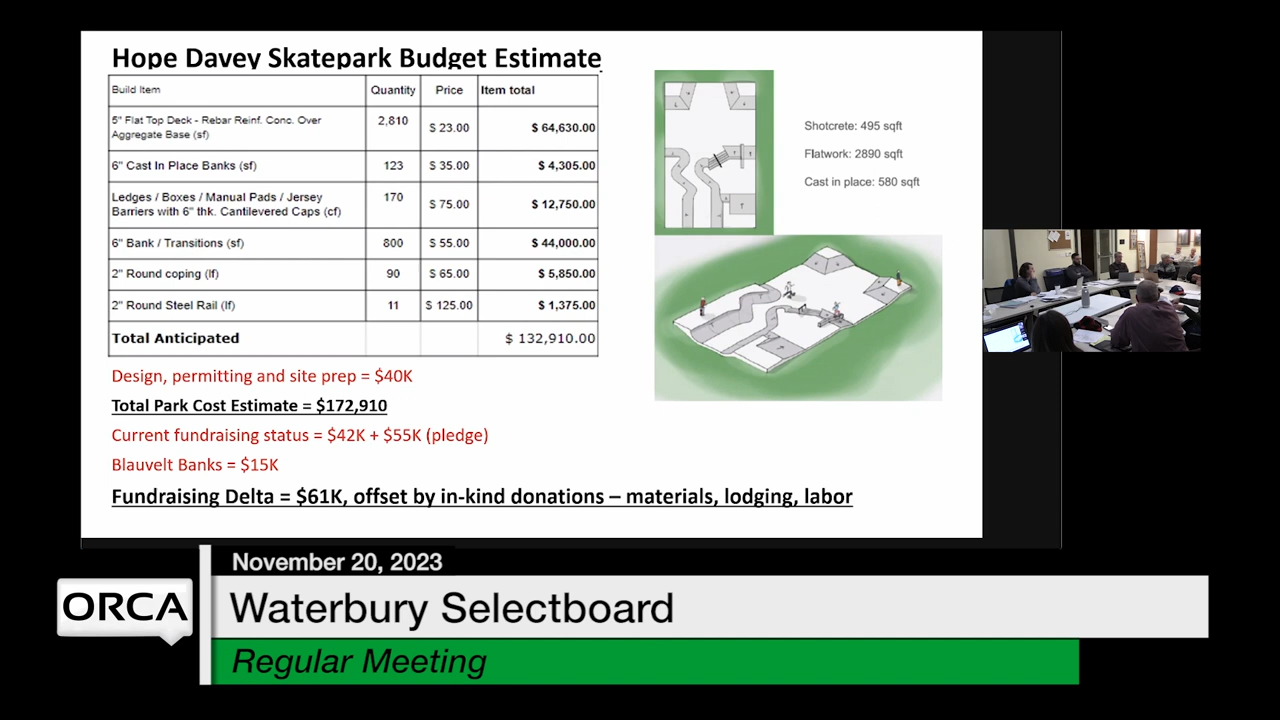 Hope Davey Skatepark Budget Estimate
Build Item Quantity Price Item total
5" Flat Top Deck - Rebar Reinf. Conc. Over
Aggregate Base (sf) 2,810 $ 23.00 $ 64,630.00
6" Cast In Place Banks (sf) 123 $ 35.00 $ 4,305.00
Ledges / Boxes / Manual Pads / Jersey
Barriers with 6" thk. Cantilevered Caps (cf) 170 $ 75.00 $ 12,750.00
6" Bank / Transitions (sf) 800 $ 55.00 $ 44,000.00
2" Round coping (lf) 90 $ 65.00 $ 5,850.00
2" Round Steel Rail (lf) 11 $ 125.00 $ 1,375.00
Total Anticipated $ 132,910.00
Shotcrete: 495 sqft
Flatwork: 2890 sqft
Cast in place: 580 sqft
Design, permitting and site prep = $40K
Total Park Cost Estimate = $172,910
Current fundraising status = $42K + $55K (pledge)
Blauvelt Banks = $15K
Fundraising Delta = $61K, offset by in-kind donations – materials, lodging, labor
November 20, 2023
ORCA
Waterbury Selectboard
Regular Meeting